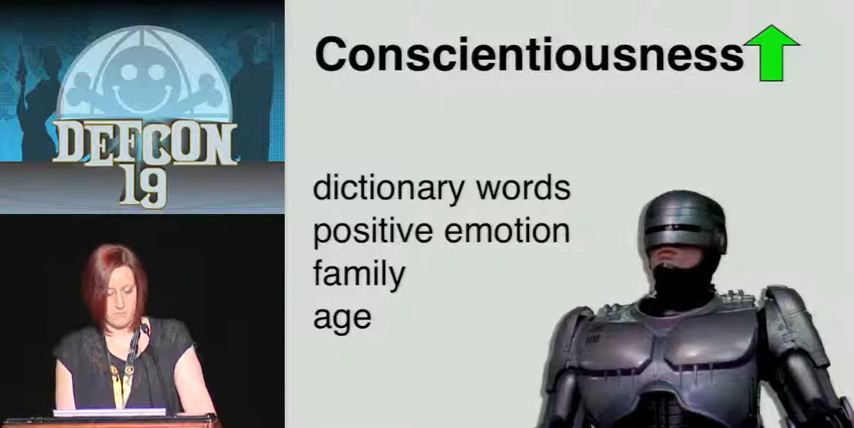 DEFCON
19
Conscientiousness
dictionary words
positive emotion
family
age